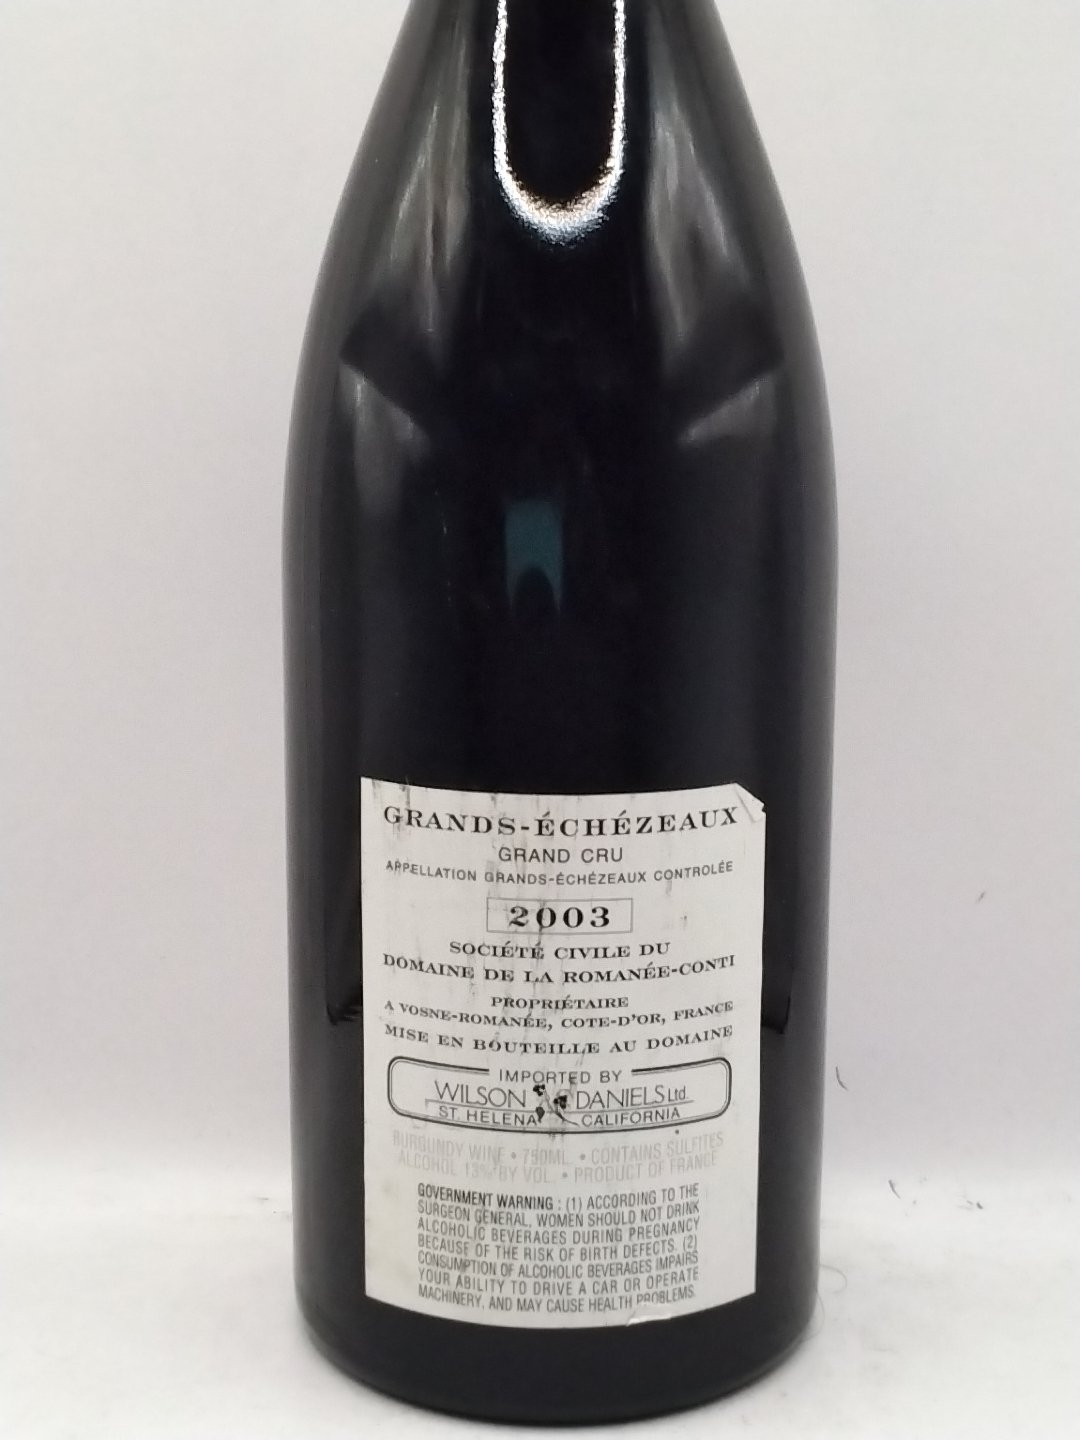 GRANDS-ÉCHÉZEAUX
GRAND CRU
APPELLATION GRANDS-ÉCHÉZEAUX CONTROLÉE
2003
SOCIÉTÉ CIVILE DU
DOMAINE DE LA ROMANÉE-CONTI
PROPRIÉTAIRE
A VOSNE-ROMANÉE, COTE-D'OR, FRANCE
MISE EN BOUTEILLE AU DOMAINE
IMPORTED BY
WILSON DANIELS Ltd.
ST. HELENA CALIFORNIA
BURGUNDY WINE • 750ML. • CONTAINS SULFITES
ALCOHOL 13% BY VOL. • PRODUCT OF FRANCE
GOVERNMENT WARNING : (1) ACCORDING TO THE
SURGEON GENERAL, WOMEN SHOULD NOT DRINK
ALCOHOLIC BEVERAGES DURING PREGNANCY
BECAUSE OF THE RISK OF BIRTH DEFECTS. (2)
CONSUMPTION OF ALCOHOLIC BEVERAGES IMPAIRS
YOUR ABILITY TO DRIVE A CAR OR OPERATE
MACHINERY, AND MAY CAUSE HEALTH PROBLEMS.